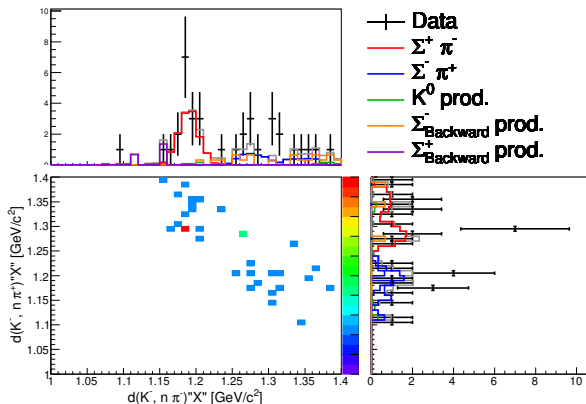 10
8
6
4
2
0
Data
Σ⁺ π⁻
Σ⁻ π⁺
K⁰ prod.
Σ⁻Backward prod.
Σ⁺Backward prod.
d(K⁻, n π⁺)"X" [GeV/c²]
1.4
1.35
1.3
1.25
1.2
1.15
1.1
1.05
1
1 1.05 1.1 1.15 1.2 1.25 1.3 1.35 1.4
d(K⁻, n π⁻)"X" [GeV/c²]
0 2 4 6 8 10